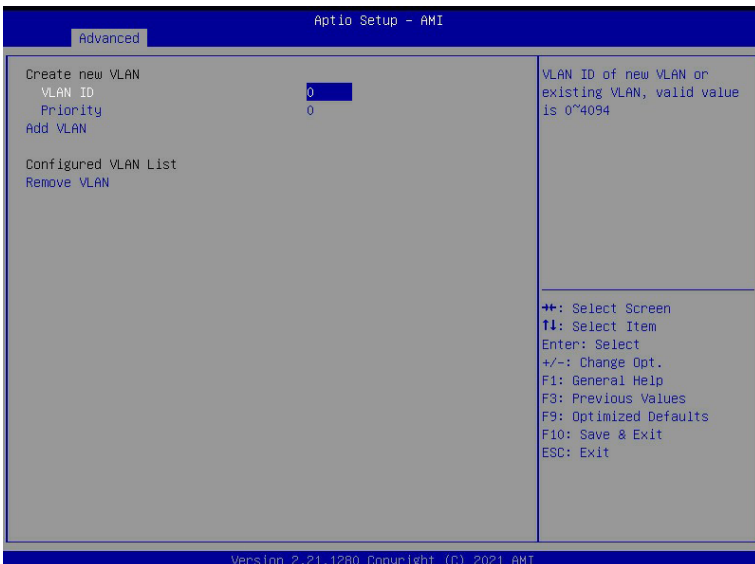 Aptio Setup – AMI
Advanced
Create new VLAN
VLAN ID 0
Priority 0
Add VLAN
Configured VLAN List
Remove VLAN
VLAN ID of new VLAN or
existing VLAN, valid value
is 0~4094
→←: Select Screen
↑↓: Select Item
Enter: Select
+/-: Change Opt.
F1: General Help
F3: Previous Values
F9: Optimized Defaults
F10: Save & Exit
ESC: Exit
Version 2.21.1280 Copyright (C) 2021 AMI